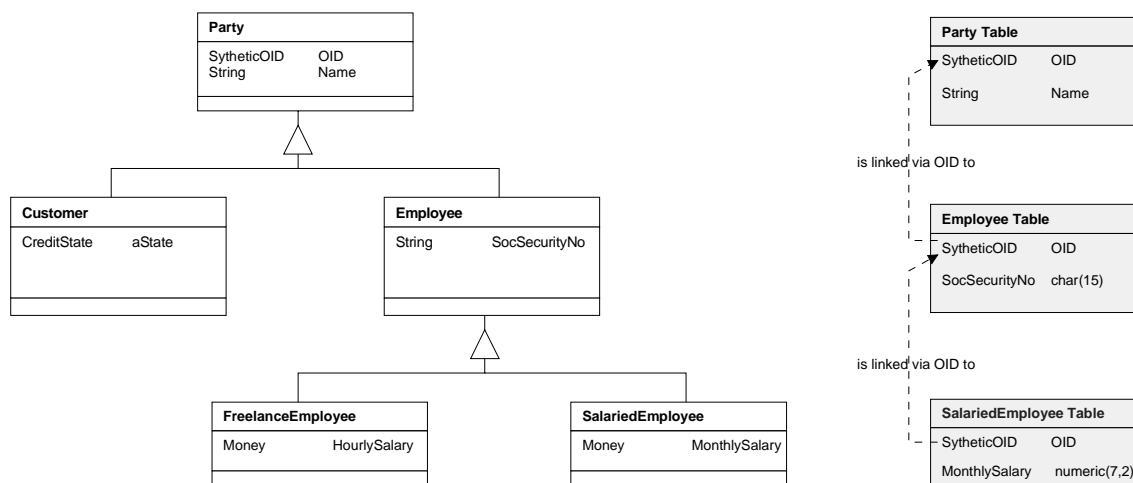 Party
SytheticOID OID
String Name
Customer
CreditState aState
Employee
String SocSecurityNo
FreelanceEmployee
Money HourlySalary
SalariedEmployee
Money MonthlySalary
Party Table
SytheticOID OID
String Name
is linked via OID to
Employee Table
SytheticOID OID
SocSecurityNo char(15)
is linked via OID to
SalariedEmployee Table
SytheticOID OID
MonthlySalary numeric(7,2)